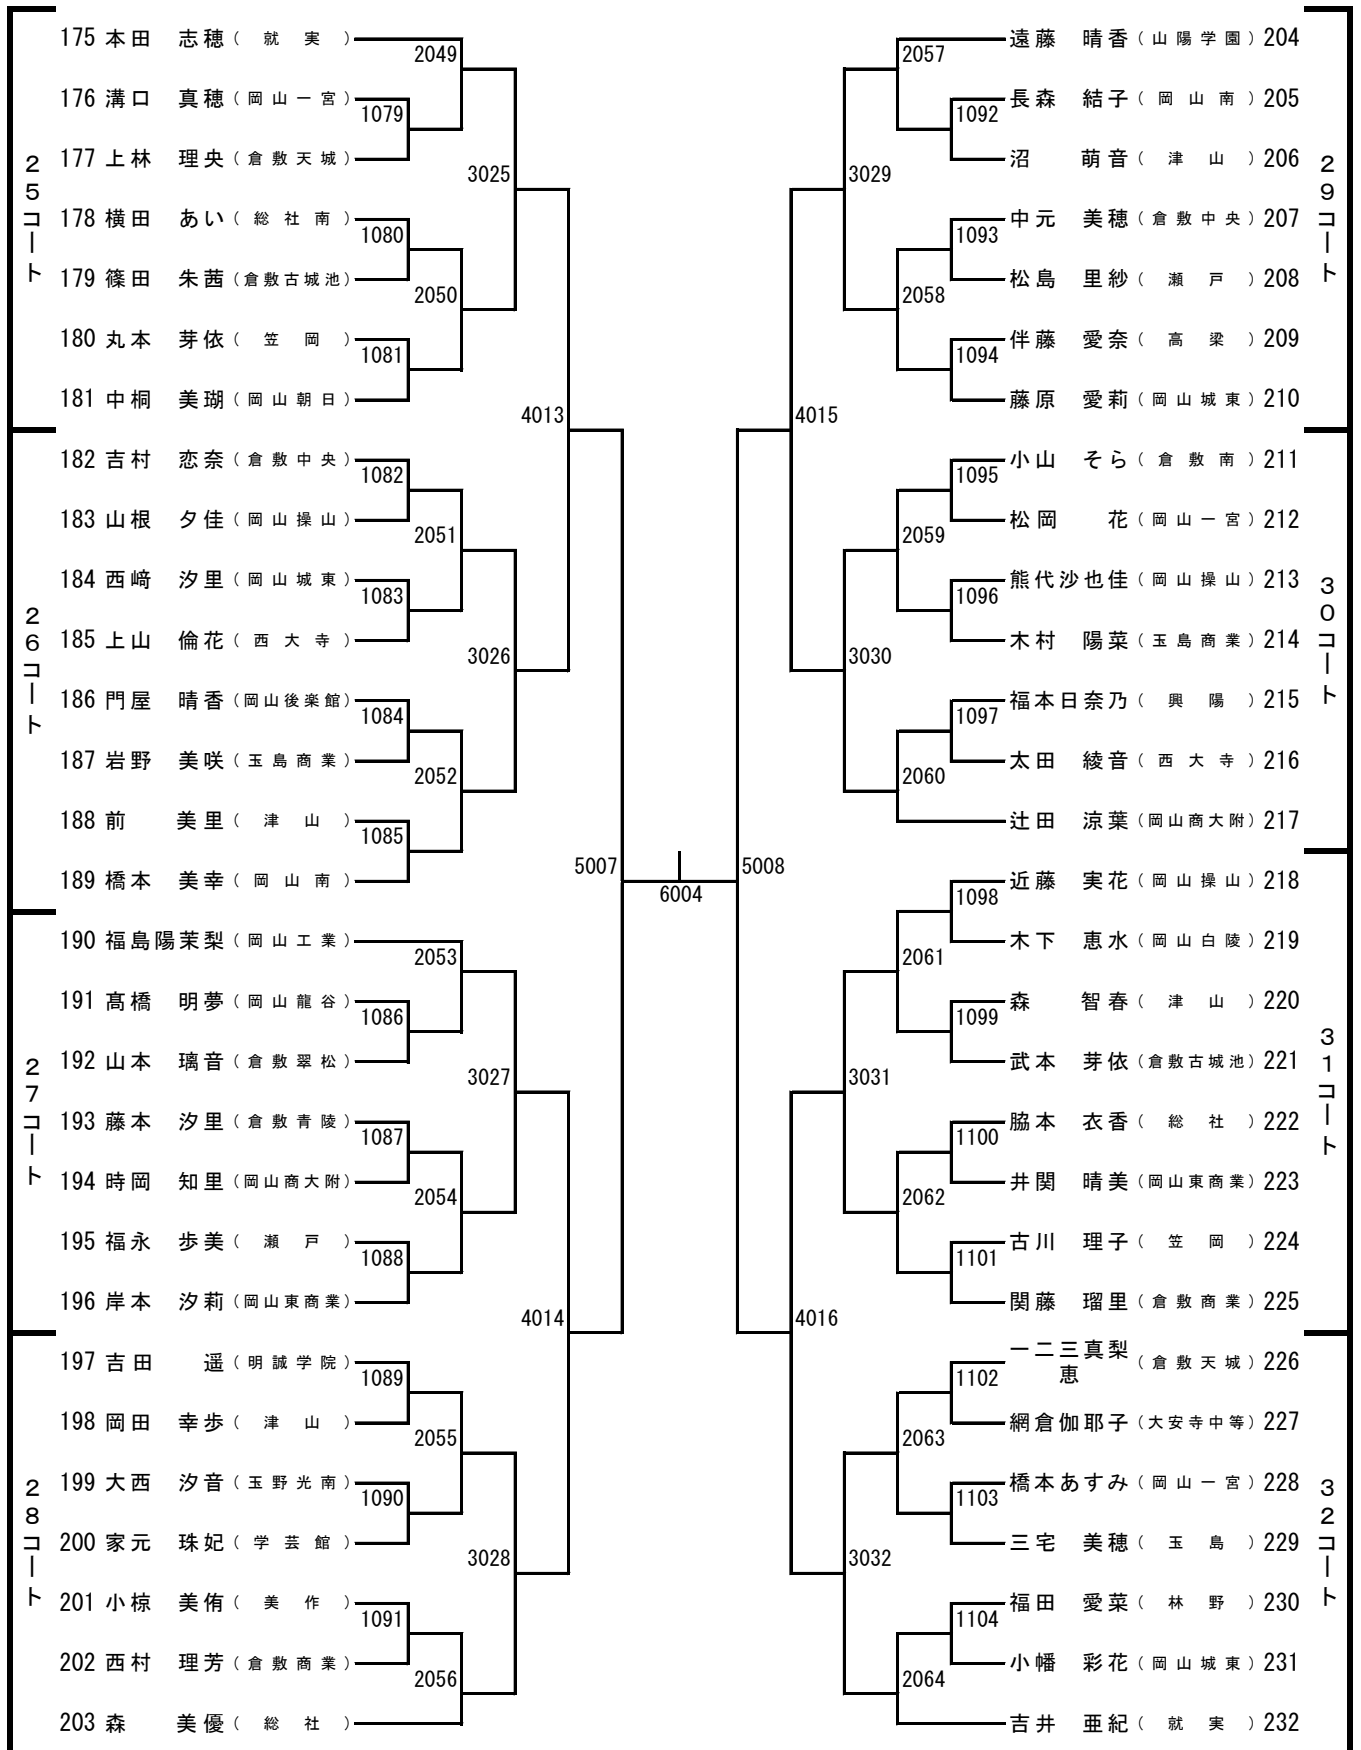 25コート
175 本田 志穂 (就実)
176 溝口 真穂 (岡山一宮)
177 上林 理央 (倉敷天城)
178 横田 あい (総社南)
179 篠田 朱茜 (倉敷古城池)
180 丸本 芽依 (笠岡)
181 中桐 美瑚 (岡山朝日)
26コート
182 吉村 恋奈 (倉敷中央)
183 山根 夕佳 (岡山操山)
184 西﨑 汐里 (岡山城東)
185 上山 倫花 (西大寺)
186 門屋 晴香 (岡山後楽館)
187 岩野 美咲 (玉島商業)
188 前 美里 (津山)
189 橋本 美幸 (岡山南)
27コート
190 福島陽茉梨 (岡山工業)
191 髙橋 明夢 (岡山龍谷)
192 山本 璃音 (倉敷翠松)
193 藤本 汐里 (倉敷青陵)
194 時岡 知里 (岡山商大附)
195 福永 歩美 (瀬戸)
196 岸本 汐莉 (岡山東商業)
28コート
197 吉田 遥 (明誠学院)
198 岡田 幸歩 (津山)
199 大西 汐音 (玉野光南)
200 家元 珠妃 (学芸館)
201 小椋 美侑 (美作)
202 西村 理芳 (倉敷商業)
203 森 美優 (総社)
1079
1080
1081
1082
1083
1084
1085
1086
1087
1088
1089
1090
1091
2049
2050
2051
2052
2053
2054
2055
2056
3025
3026
3027
3028
4013
4014
5007
6004
5008
4015
4016
3029
3030
3031
3032
2057
2058
2059
2060
2061
2062
2063
2064
1092
1093
1094
1095
1096
1097
1098
1099
1100
1101
1102
1103
1104
遠藤 晴香 (山陽学園) 204
長森 結子 (岡山南) 205
沼 萌音 (津山) 206
中元 美穂 (倉敷中央) 207
松島 里紗 (瀬戸) 208
伴藤 愛奈 (高梁) 209
藤原 愛莉 (岡山城東) 210
29コート
小山 そら (倉敷南) 211
松岡 花 (岡山一宮) 212
熊代沙也佳 (岡山操山) 213
木村 陽菜 (玉島商業) 214
福本日奈乃 (興陽) 215
太田 綾音 (西大寺) 216
辻田 涼葉 (岡山商大附) 217
30コート
近藤 実花 (岡山操山) 218
木下 恵水 (岡山白陵) 219
森 智春 (津山) 220
武本 芽依 (倉敷古城池) 221
脇本 衣香 (総社) 222
井関 晴美 (岡山東商業) 223
古川 理子 (笠岡) 224
関藤 瑠里 (倉敷商業) 225
31コート
一二三真梨
恵 (倉敷天城) 226
網倉伽耶子 (大安寺中等) 227
橋本あすみ (岡山一宮) 228
三宅 美穂 (玉島) 229
福田 愛菜 (林野) 230
小幡 彩花 (岡山城東) 231
吉井 亜紀 (就実) 232
32コート